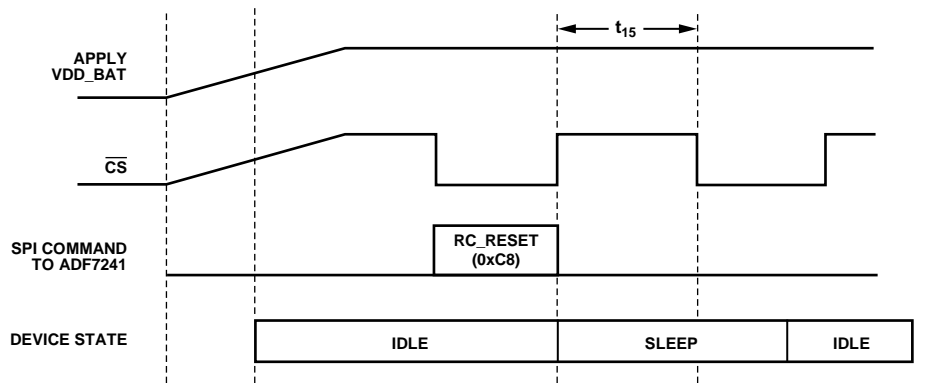 t15
APPLY
VDD_BAT
CS
SPI COMMAND
TO ADF7241
RC_RESET
(0xC8)
DEVICE STATE
IDLE
SLEEP
IDLE